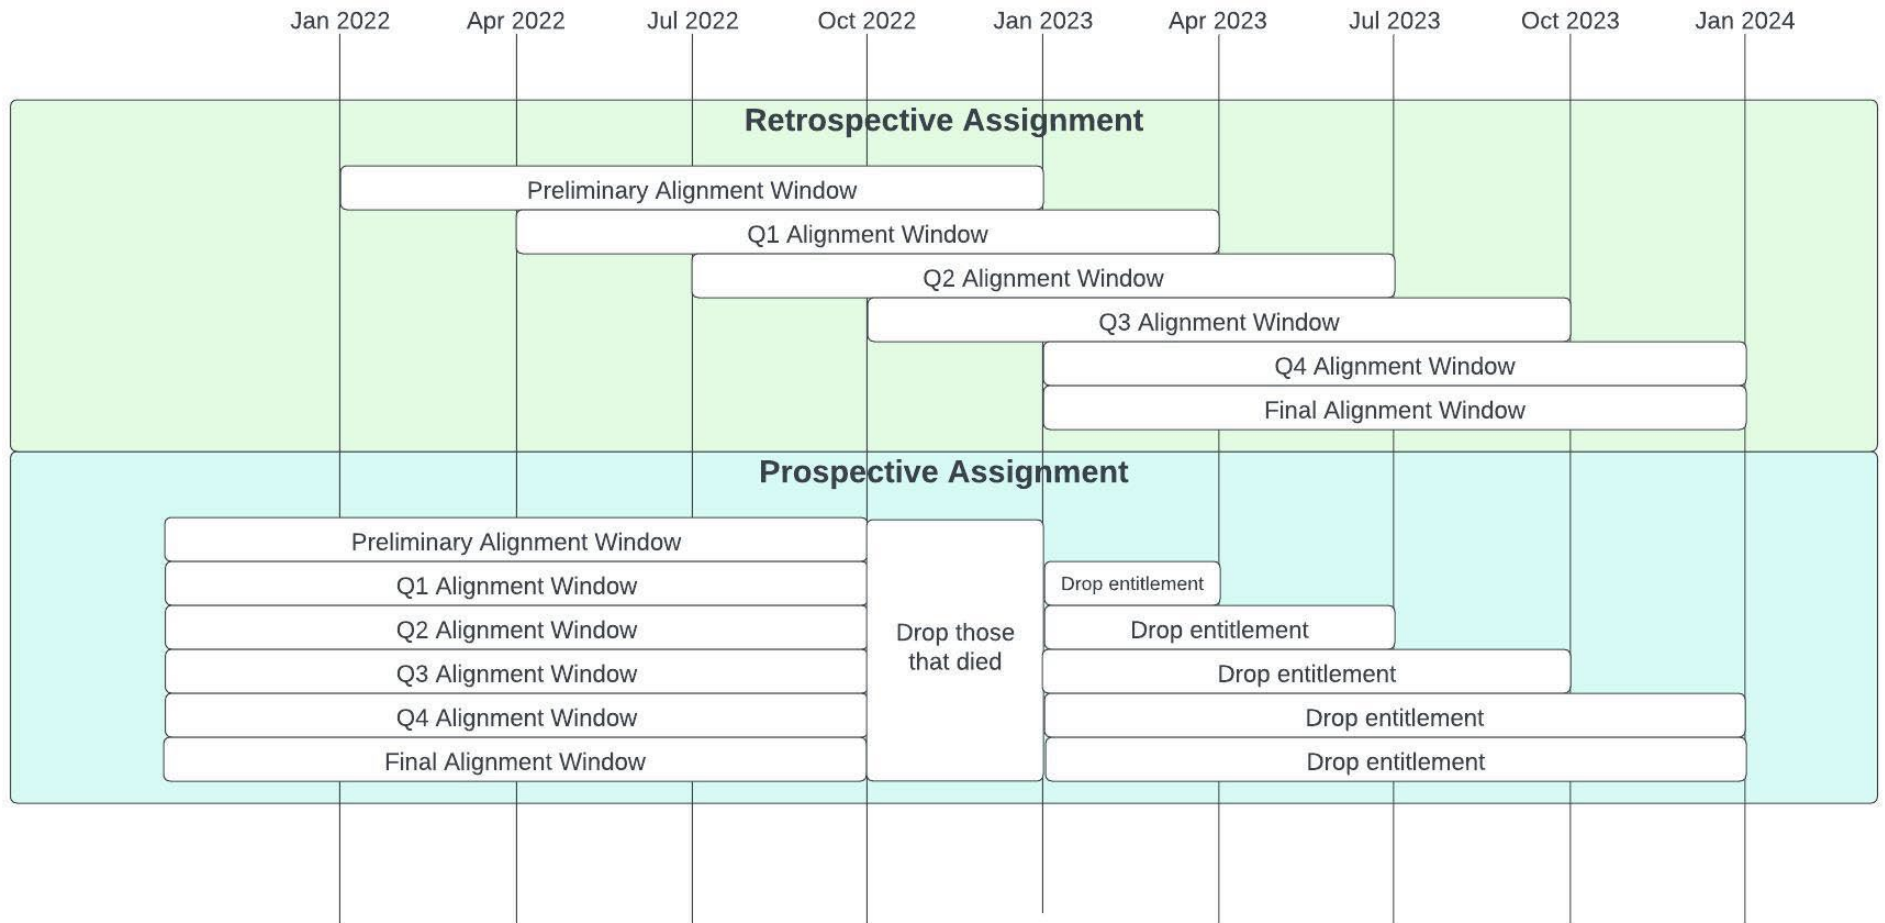 Jan 2022 Apr 2022 Jul 2022 Oct 2022 Jan 2023 Apr 2023 Jul 2023 Oct 2023 Jan 2024
Retrospective Assignment
Preliminary Alignment Window
Q1 Alignment Window
Q2 Alignment Window
Q3 Alignment Window
Q4 Alignment Window
Final Alignment Window
Prospective Assignment
Preliminary Alignment Window
Q1 Alignment Window
Q2 Alignment Window
Q3 Alignment Window
Q4 Alignment Window
Final Alignment Window
Drop those
that died
Drop entitlement
Drop entitlement
Drop entitlement
Drop entitlement
Drop entitlement